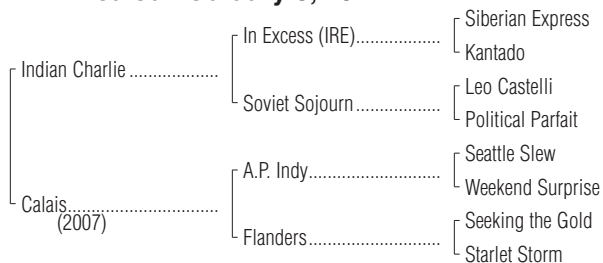 Siberian Express
In Excess (IRE)....................
Kantado
Indian Charlie .....................
Leo Castelli
Soviet Sojourn.....................
Political Parfait
Seattle Slew
A.P. Indy...............................
Weekend Surprise
Calais...................................
(2007)
Seeking the Gold
Flanders...............................
Starlet Storm